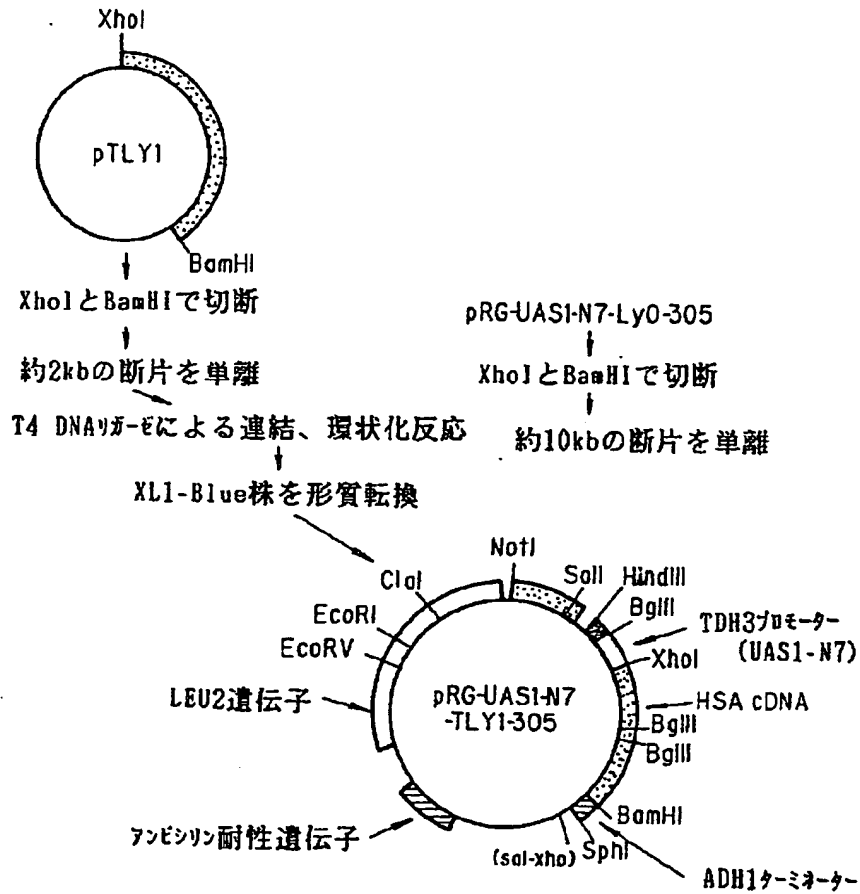 XhoI
pTLY1
BamHI
XhoIとBamHIで切断
約2kbの断片を単離
pRG-UAS1-N7-LyO-305
XhoIとBamHIで切断
約10kbの断片を単離
T4 DNAリガーゼによる連結、環状化反応
XL1-Blue株を形質転換
NotI
ClaI
SalI
HindIII
BglII
EcoRI
TDH3プロモーター
(UAS1-N7)
EcoRV
XhoI
LEU2遺伝子
pRG-UAS1-N7
-TLY1-305
HSA cDNA
BglII
BglII
BamHI
アンピシリン耐性遺伝子
(sal-xho)
SphI
ADH1ターミネーター